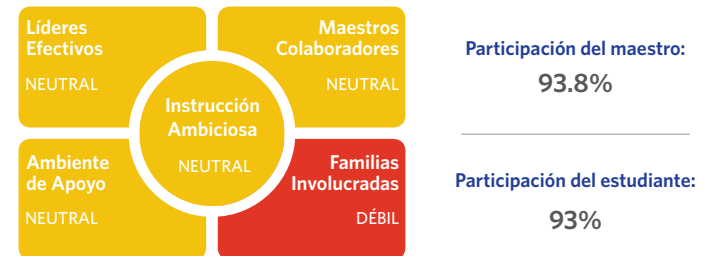 Líderes
Efectivos
NEUTRAL
Maestros
Colaboradores
NEUTRAL
Instrucción
Ambiciosa
NEUTRAL
Ambiente
de Apoyo
NEUTRAL
Familias
Involucradas
DÉBIL
Participación del maestro:
93.8%
Participación del estudiante:
93%